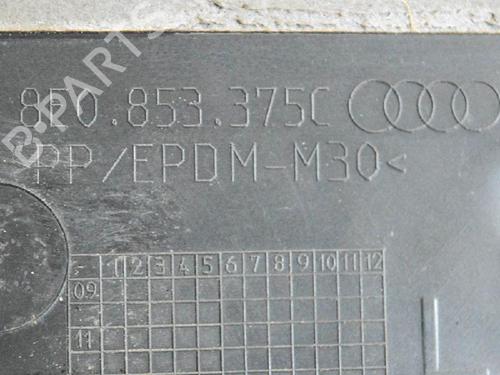 8F0.853.375C
PP/EPDM-M30<
1 2 3 4 5 6 7 8 9 10 11 12
09
11
B-PARTS